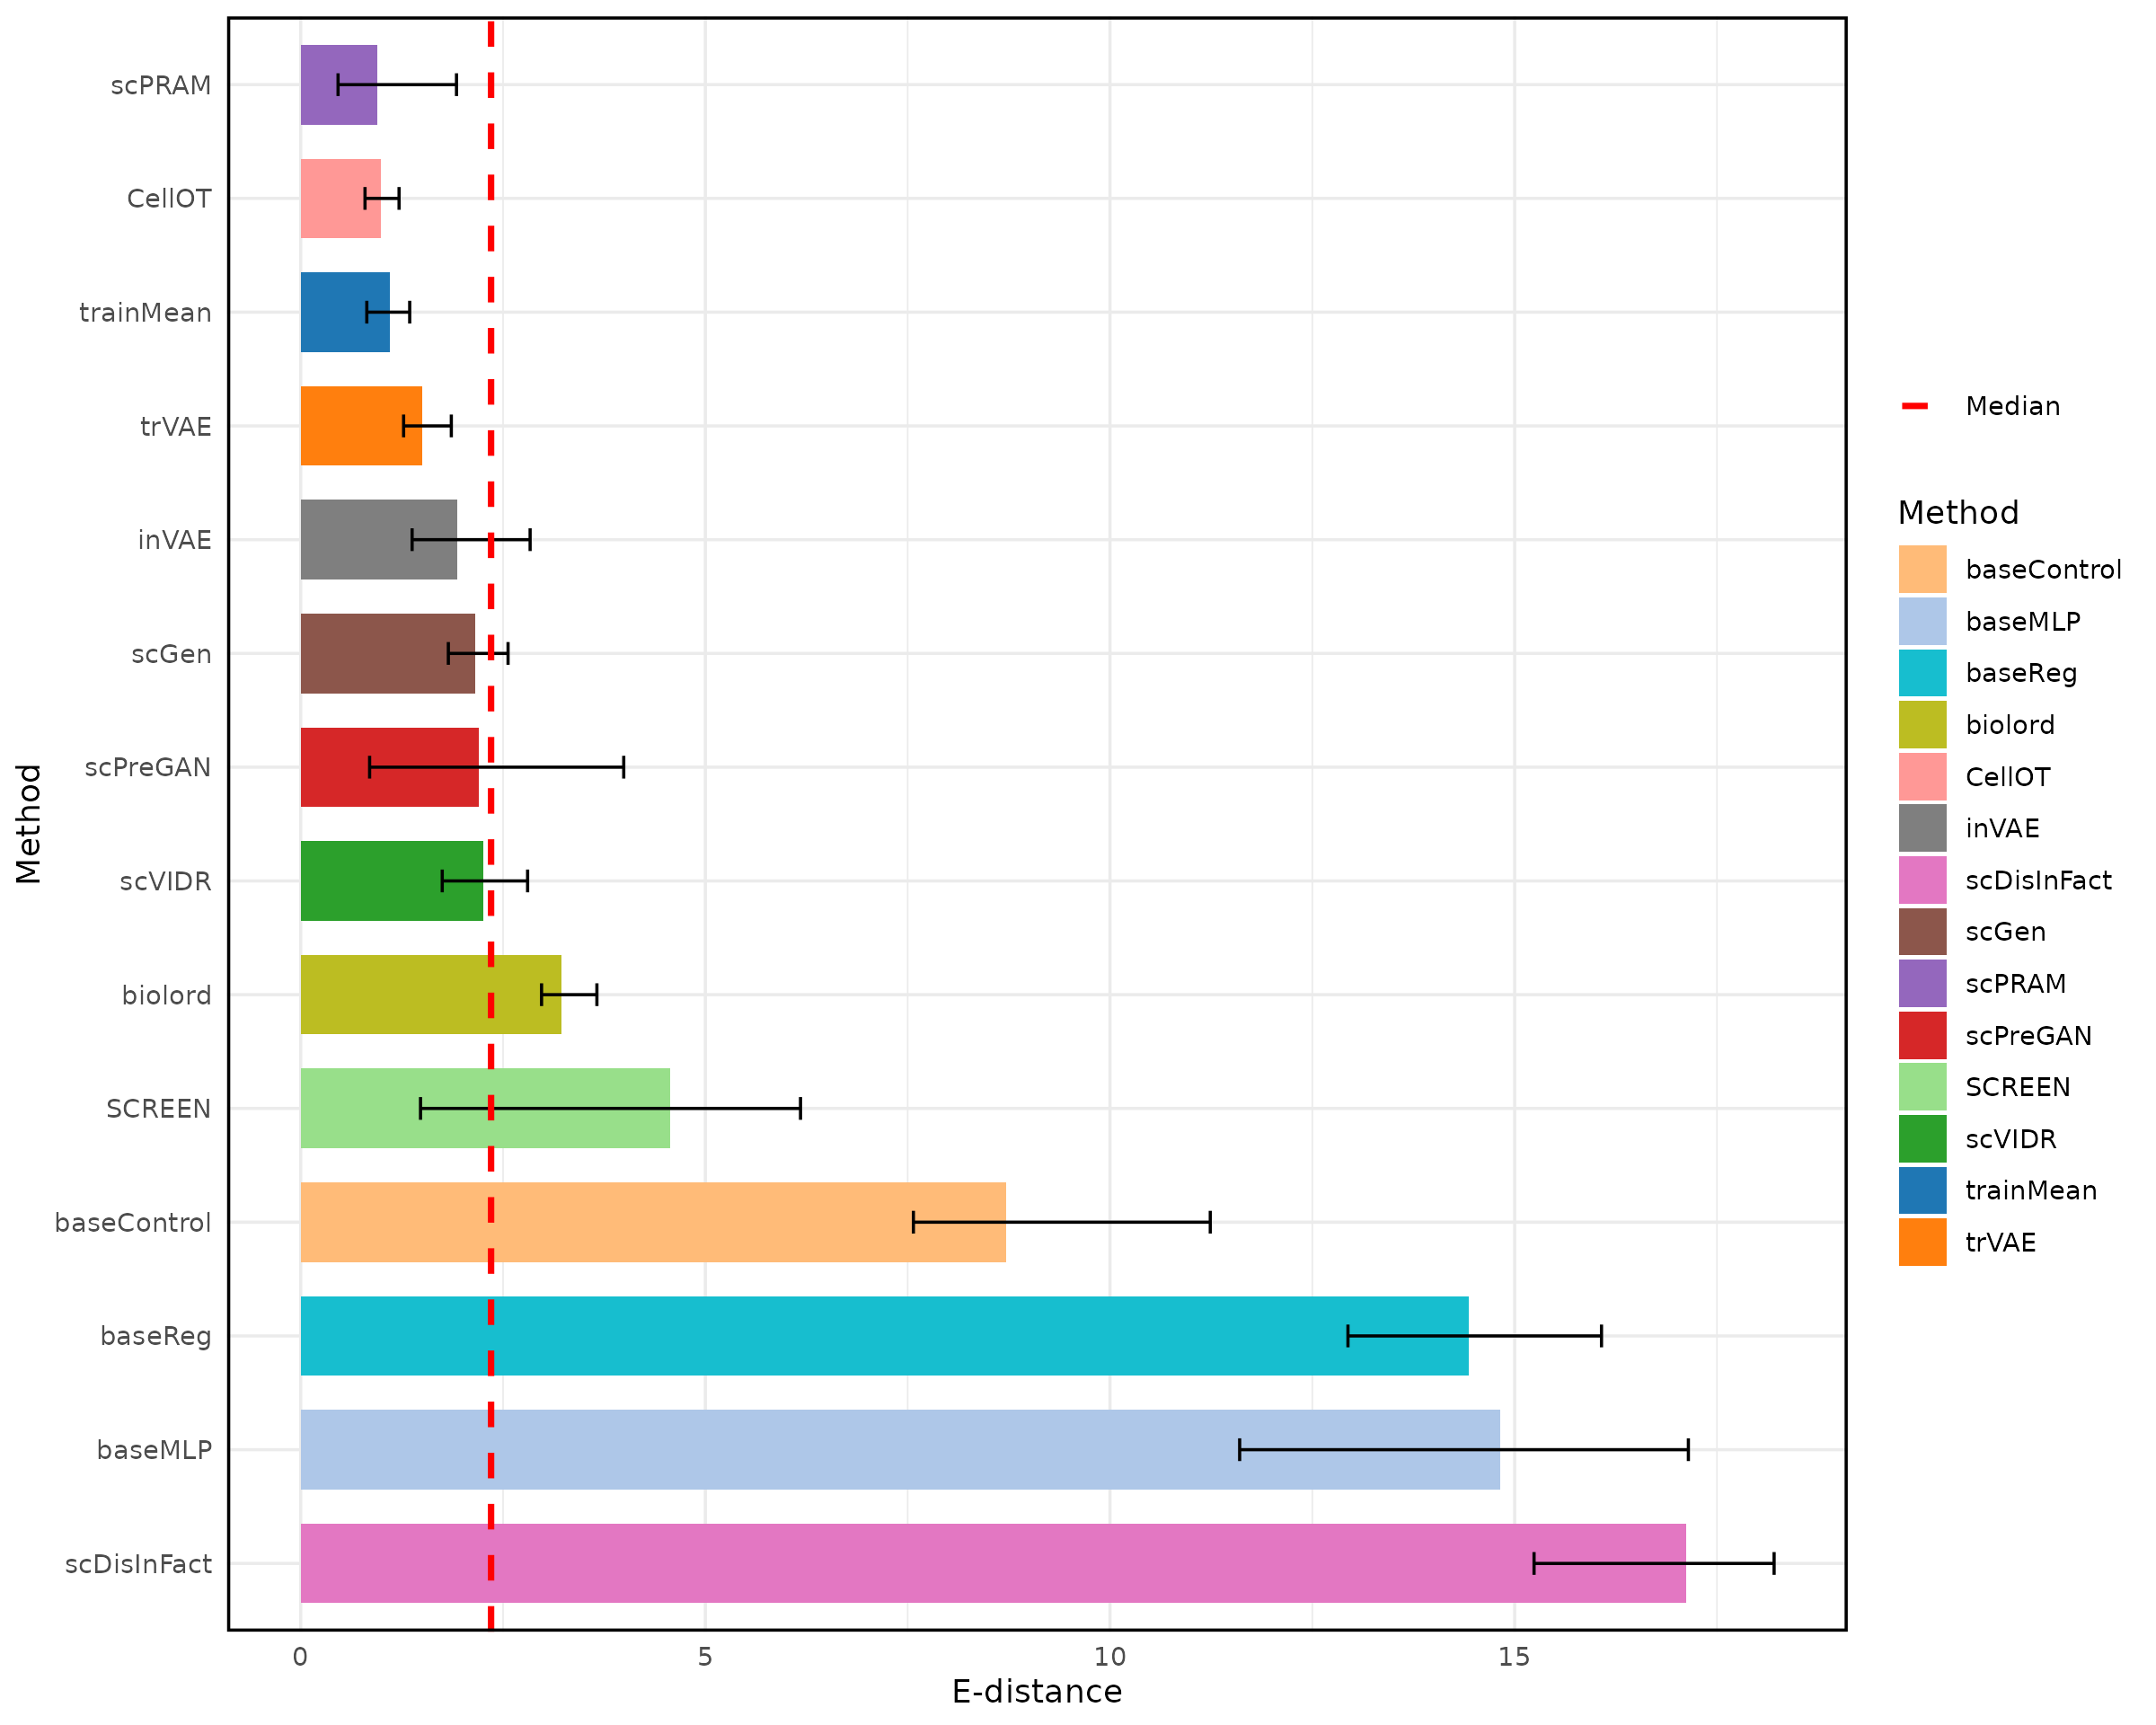 scPRAM
CellOT
trainMean
trVAE
inVAE
scGen
scPreGAN
scVIDR
biolord
SCREEN
baseControl
baseReg
baseMLP
scDisInFact
Method
0 5 10 15
E-distance
Median
Method
baseControl
baseMLP
baseReg
biolord
CellOT
inVAE
scDisInFact
scGen
scPRAM
scPreGAN
SCREEN
scVIDR
trainMean
trVAE